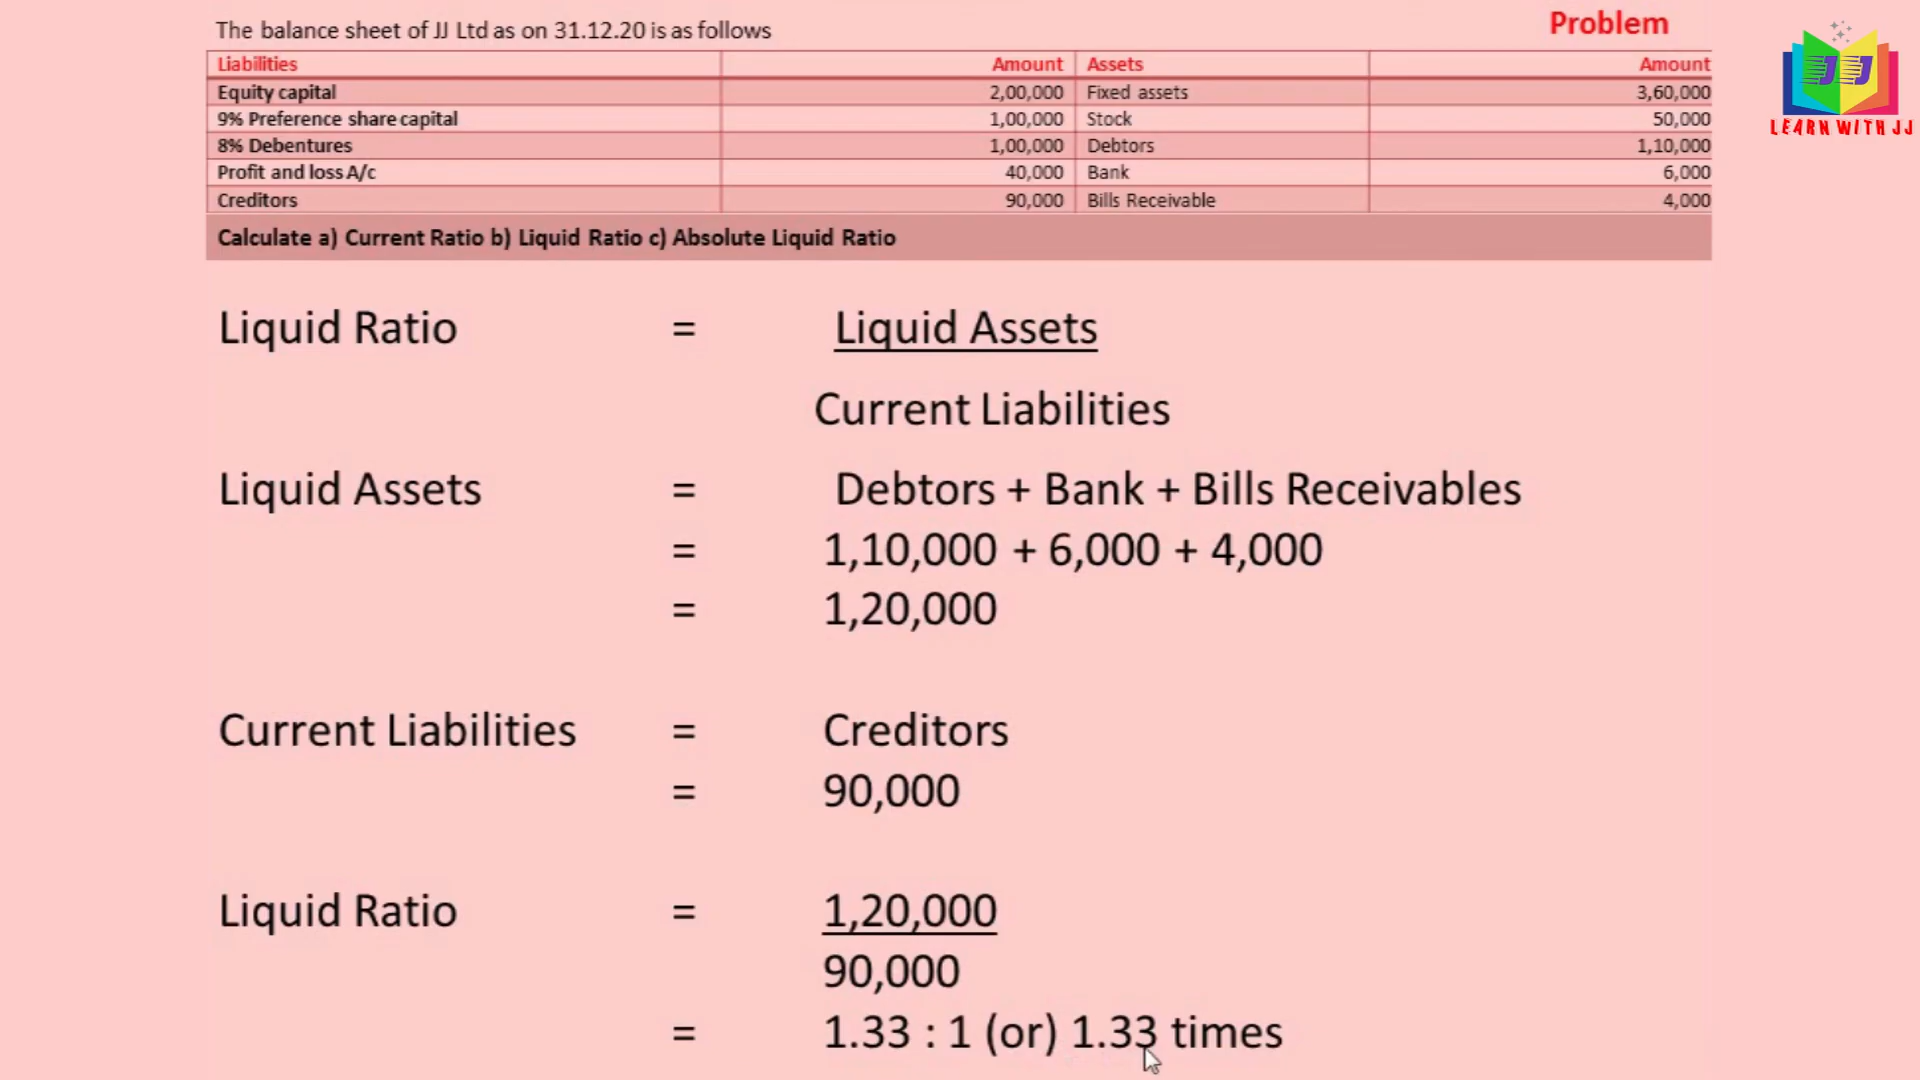 Problem
The balance sheet of JJ Ltd as on 31.12.20 is as follows
Liabilities Amount Assets Amount
Equity capital 2,00,000 Fixed assets 3,60,000
9% Preference share capital 1,00,000 Stock 50,000
8% Debentures 1,00,000 Debtors 1,10,000
Profit and loss A/c 40,000 Bank 6,000
Creditors 90,000 Bills Receivable 4,000
Calculate a) Current Ratio b) Liquid Ratio c) Absolute Liquid Ratio
JJ
LEARN WITH JJ
Liquid Ratio = Liquid Assets
Current Liabilities
Liquid Assets = Debtors + Bank + Bills Receivables
= 1,10,000 + 6,000 + 4,000
= 1,20,000
Current Liabilities = Creditors
= 90,000
Liquid Ratio = 1,20,000
90,000
= 1.33 : 1 (or) 1.33 times